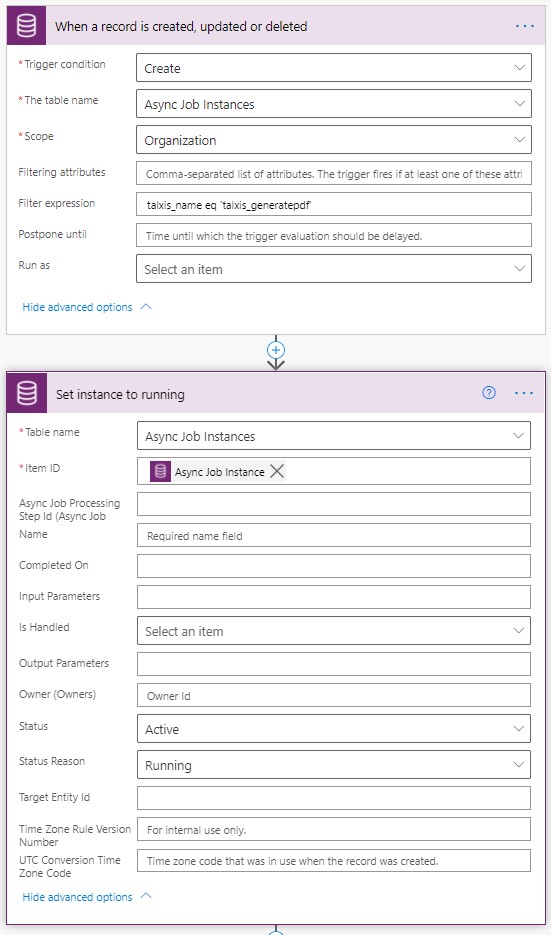 When a record is created, updated or deleted
* Trigger condition
Create
* The table name
Async Job Instances
* Scope
Organization
Filtering attributes
Comma-separated list of attributes. The trigger fires if at least one of these attri
Filter expression
talxis_name eq 'talxis_generatepdf'
Postpone until
Time until which the trigger evaluation should be delayed.
Run as
Select an item
Hide advanced options
Set instance to running
* Table name
Async Job Instances
* Item ID
Async Job Instance
Async Job Processing
Step Id (Async Job
Name
Required name field
Completed On
Input Parameters
Is Handled
Select an item
Output Parameters
Owner (Owners)
Owner Id
Status
Active
Status Reason
Running
Target Entity Id
Time Zone Rule Version
Number
For internal use only.
UTC Conversion Time
Zone Code
Time zone code that was in use when the record was created.
Hide advanced options